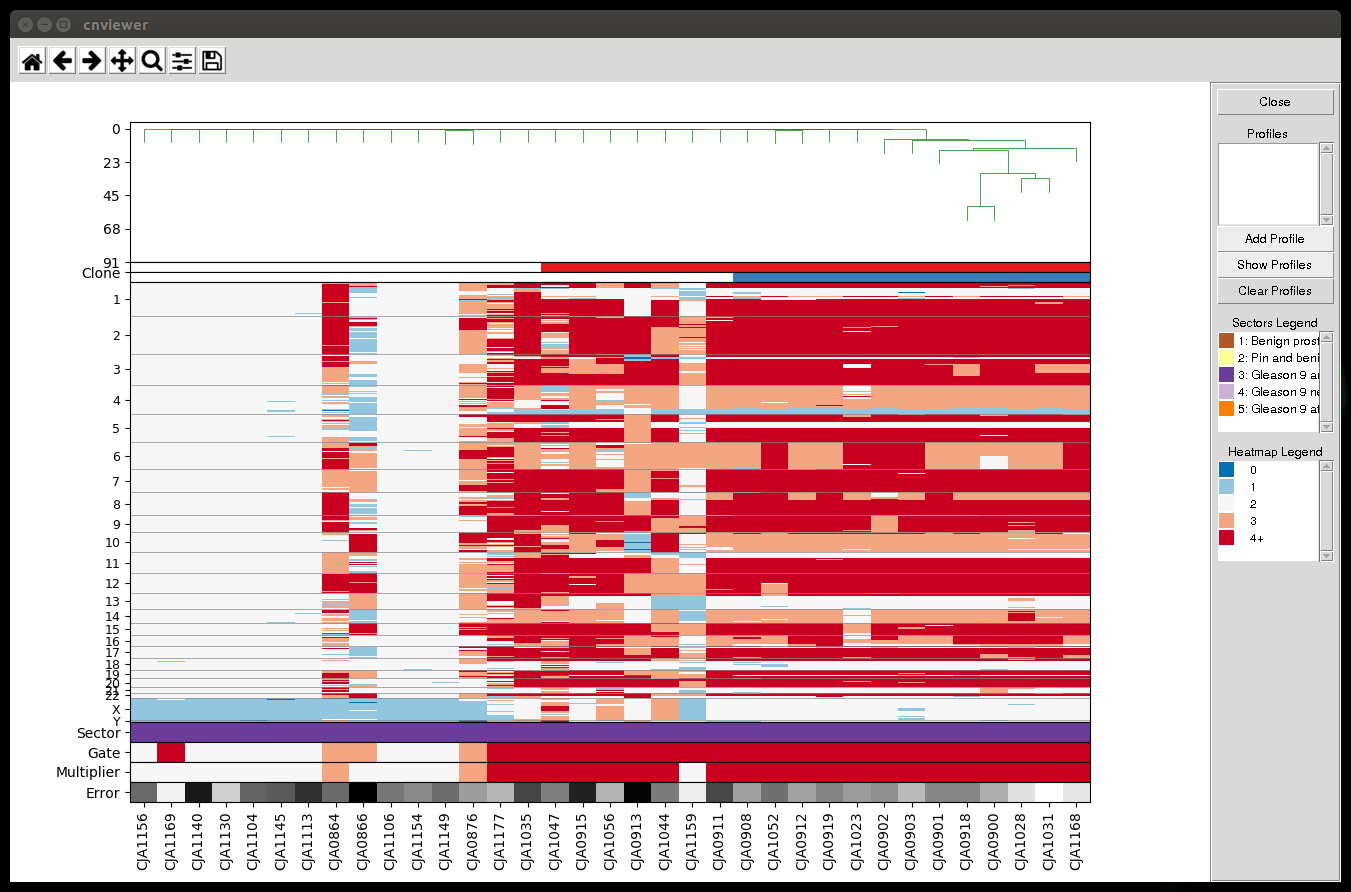 cnviewer
Close
Profiles
Add Profile
Show Profiles
Clear Profiles
Sectors Legend
1: Benign prost
2: Pin and beni
3: Gleason 9 a
4: Gleason 9 ne
5: Gleason 9 at
Heatmap Legend
0
1
2
3
4+
0
23
45
68
91
Clone
1
2
3
4
5
6
7
8
9
10
11
12
13
14
15
16
17
18
19
20
21
22
X
Y
Sector
Gate
Multiplier
Error
CJA1156
CJA1169
CJA1140
CJA1130
CJA1104
CJA1145
CJA1113
CJA0864
CJA0866
CJA1106
CJA1154
CJA1149
CJA0876
CJA1177
CJA1035
CJA1047
CJA0915
CJA1056
CJA0913
CJA1044
CJA1159
CJA0911
CJA0908
CJA1052
CJA0912
CJA0919
CJA1023
CJA0902
CJA0903
CJA0901
CJA0918
CJA0900
CJA1028
CJA1031
CJA1168